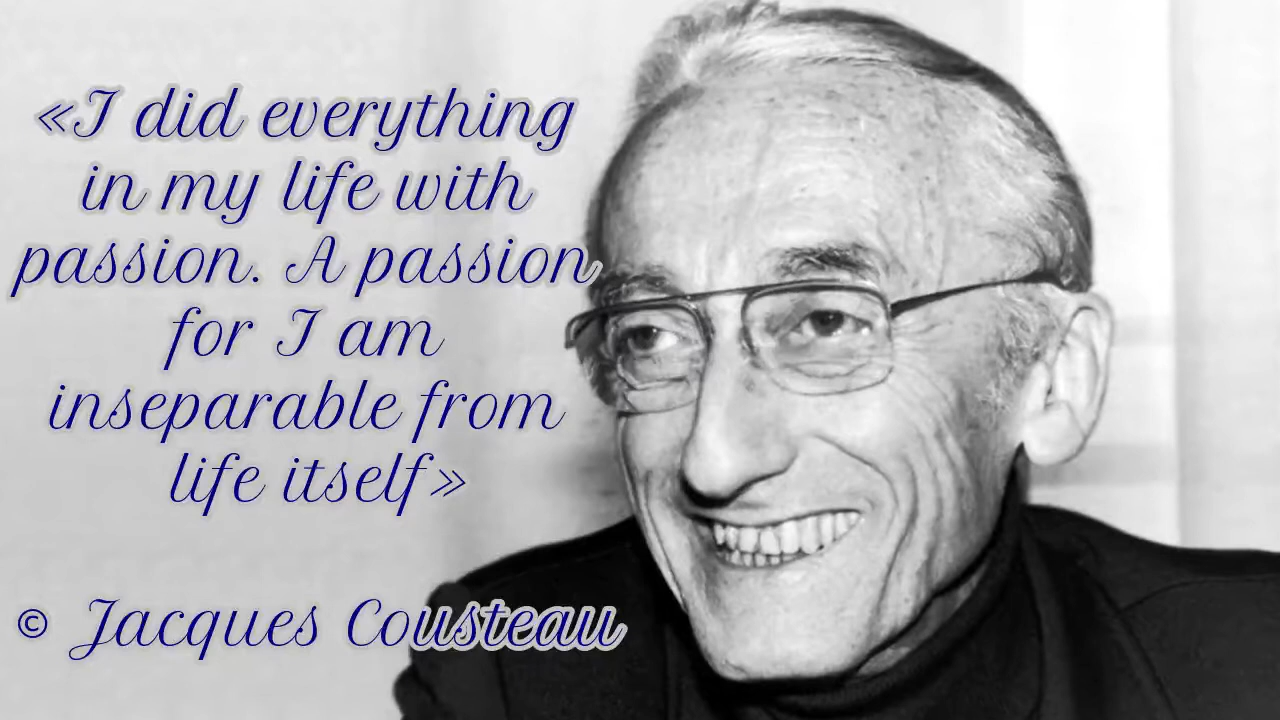 «I did everything
in my life with
passion. A passion
for I am
inseparable from
life itself»
© Jacques Cousteau